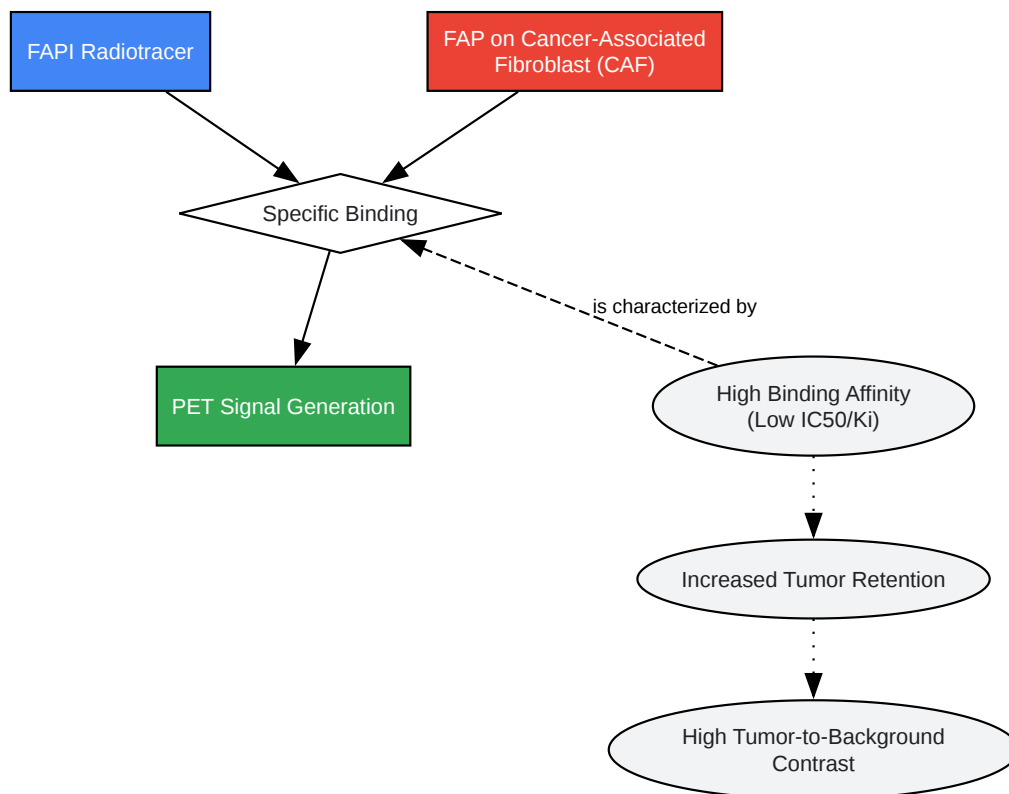 FAPI Radiotracer
FAP on Cancer-Associated
Fibroblast (CAF)
Specific Binding
is characterized by
PET Signal Generation
High Binding Affinity
(Low IC50/Ki)
Increased Tumor Retention
High Tumor-to-Background
Contrast